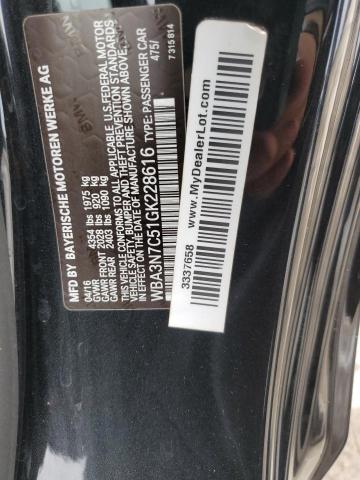 MFD BY BAYERISCHE MOTOREN WERKE AG
04/16
GVWR 4354 lbs 1975 kg
GAWR FRONT 2028 lbs 920 kg
GAWR REAR 2403 lbs 1090 kg
THIS VEHICLE CONFORMS TO ALL APPLICABLE U.S. FEDERAL MOTOR
VEHICLE SAFETY, BUMPER, AND THEFT PREVENTION STANDARDS
IN EFFECT ON THE DATE OF MANUFACTURE SHOWN ABOVE.
WBA3N7C51GK228616 TYPE: PASSENGER CAR
475/
7 315 814
3337658
www.MyDealerLot.com